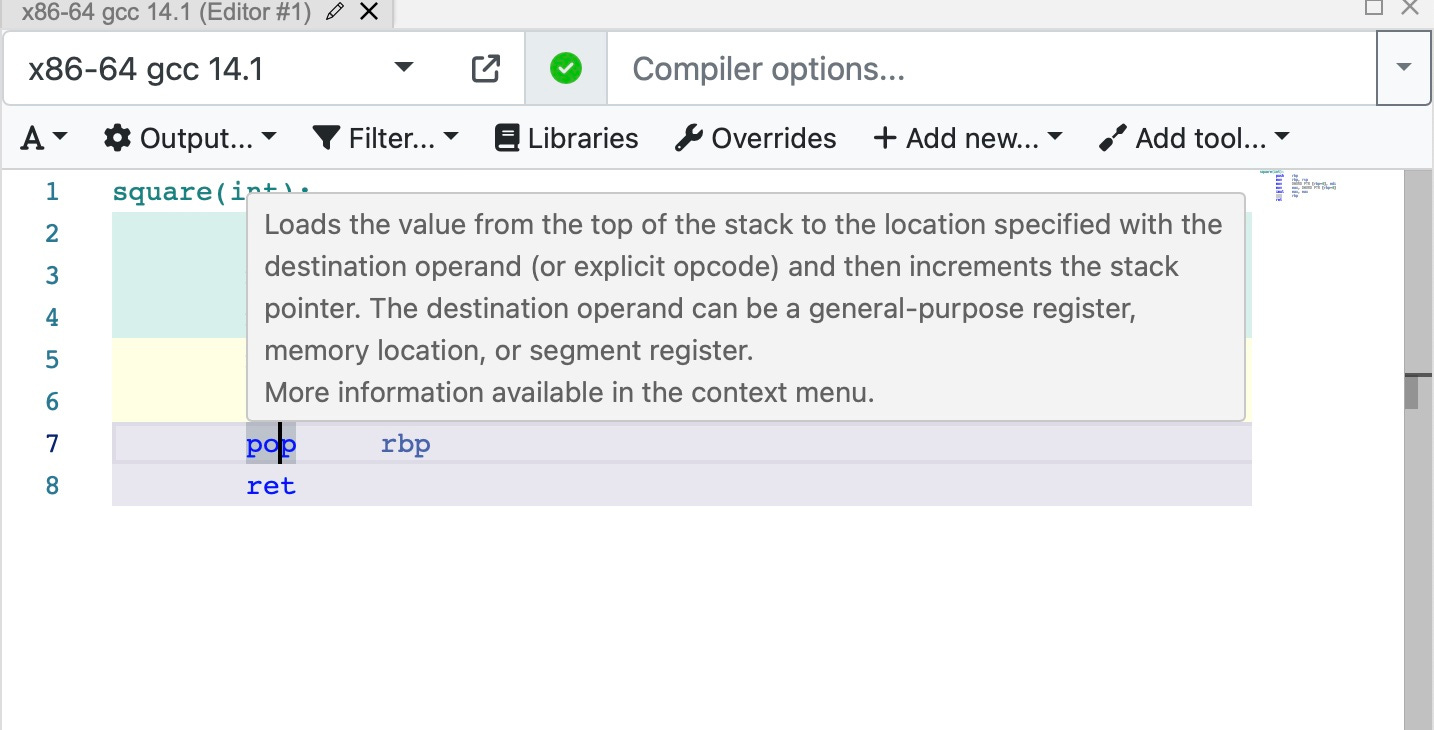 x86-64 gcc 14.1 (Editor #1)
x86-64 gcc 14.1
Compiler options...
A Output... Filter... Libraries Overrides + Add new... Add tool...
1 square(int):
2
3
4
5
6
Loads the value from the top of the stack to the location specified with the
destination operand (or explicit opcode) and then increments the stack
pointer. The destination operand can be a general-purpose register,
memory location, or segment register.
More information available in the context menu.
7 pop rbp
8 ret